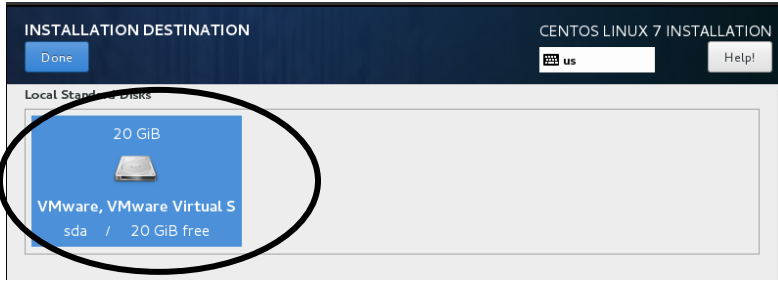 INSTALLATION DESTINATION
CENTOS LINUX 7 INSTALLATION
Done
us
Help!
Local Standard Disks
20 GiB
VMware, VMware Virtual S
sda / 20 GiB free